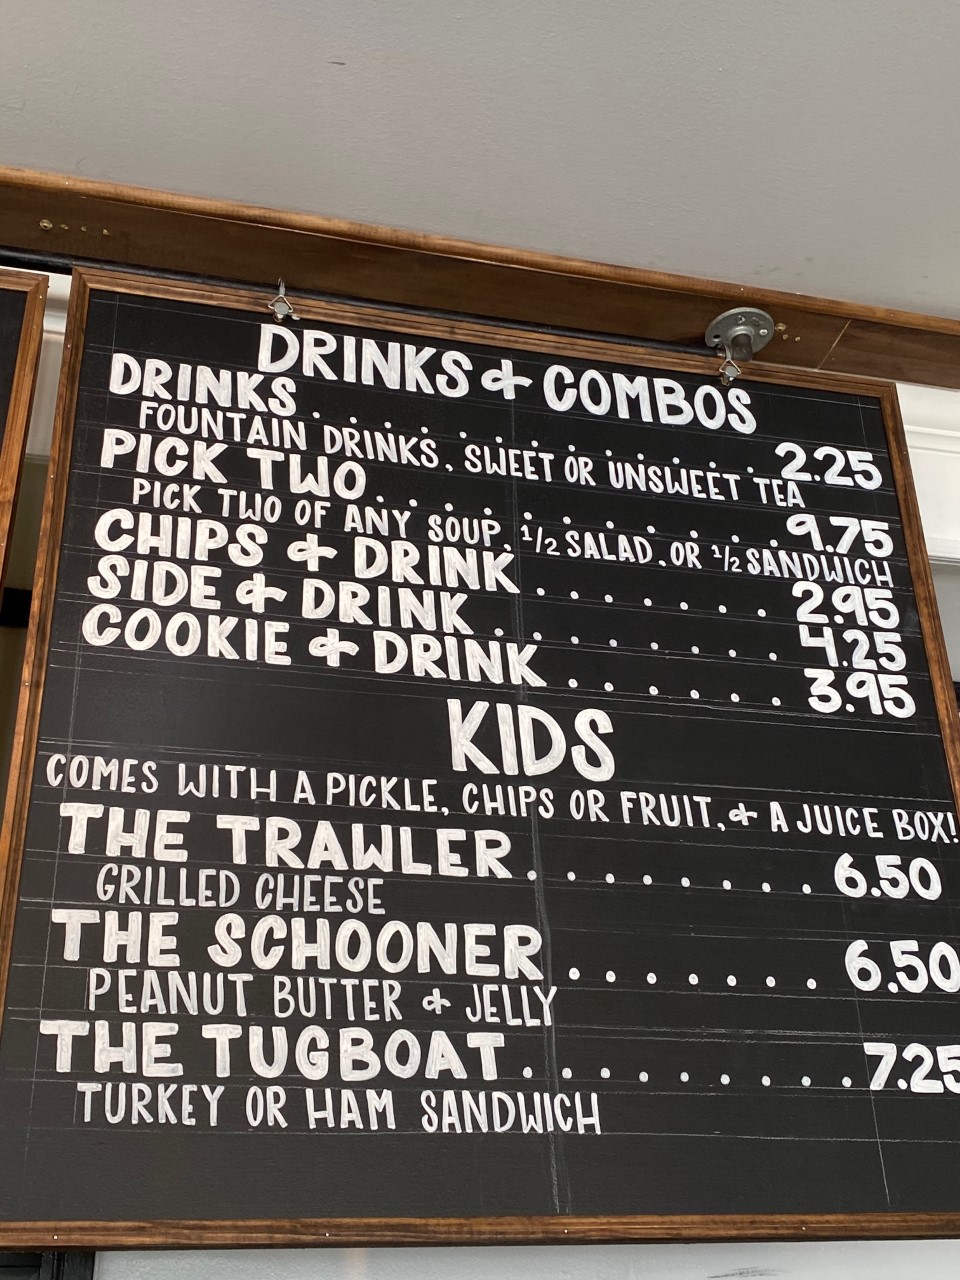 DRINKS & COMBOS
DRINKS . . . . . . . . 2.25
FOUNTAIN DRINKS, SWEET OR UNSWEET TEA
PICK TWO . . . . . . . . 9.75
PICK TWO OF ANY SOUP, 1/2 SALAD, OR 1/2 SANDWICH
CHIPS & DRINK . . . . . . . 2.95
SIDE & DRINK . . . . . . . . 4.25
COOKIE & DRINK . . . . . . 3.95
KIDS
COMES WITH A PICKLE, CHIPS OR FRUIT, & A JUICE BOX!
THE TRAWLER . . . . . . . . 6.50
GRILLED CHEESE
THE SCHOONER . . . . . . . 6.50
PEANUT BUTTER & JELLY
THE TUGBOAT . . . . . . . . . 7.25
TURKEY OR HAM SANDWICH